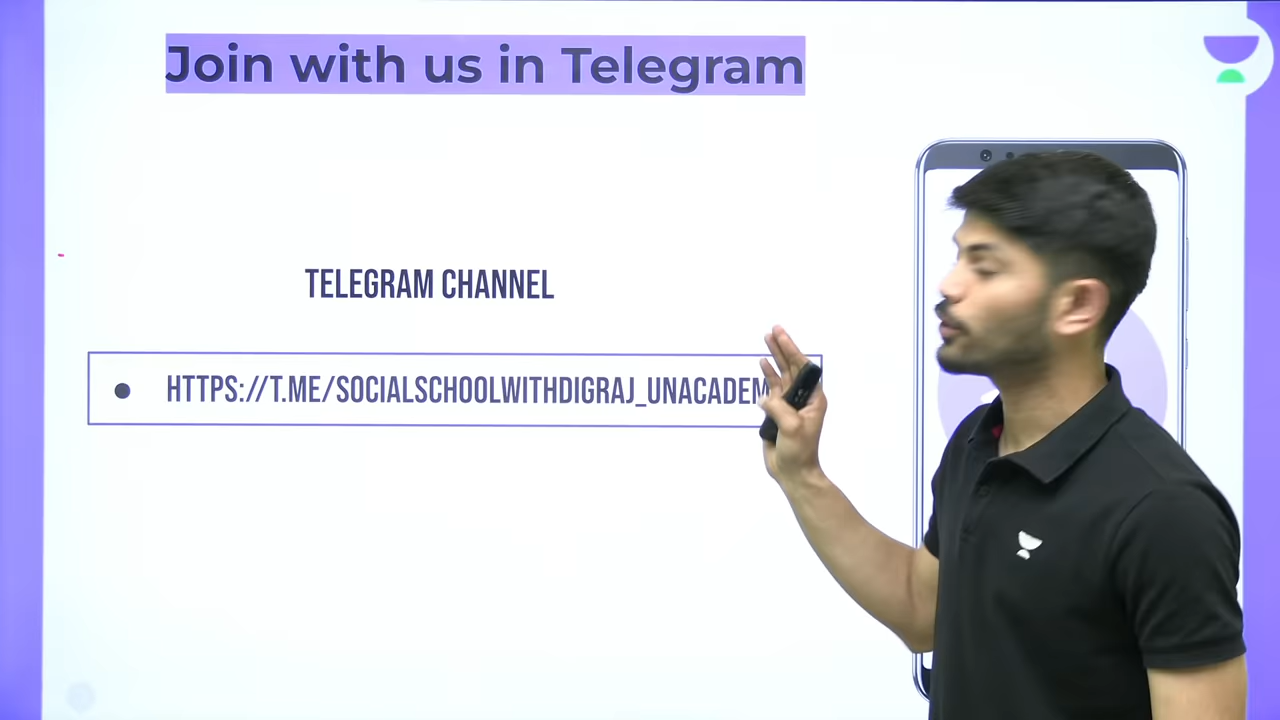 Join with us in Telegram
TELEGRAM CHANNEL
HTTPS://T.ME/SOCIALSCHOOLWITHDIGRAJ_UNACADEM